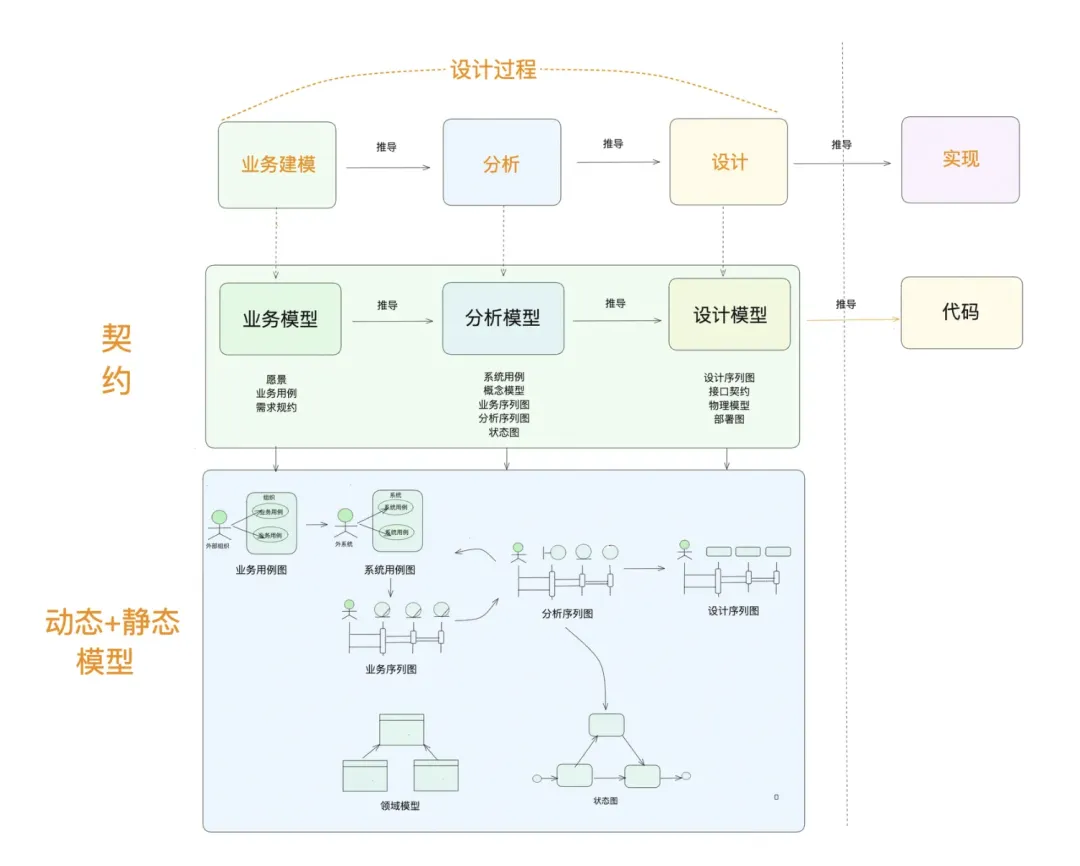 设计过程
业务建模
推导
分析
推导
设计
推导
实现
契
约
业务模型
推导
分析模型
推导
设计模型
推导
代码
愿景
业务用例
需求规约
系统用例
概念模型
业务序列图
分析序列图
状态图
设计序列图
接口契约
物理模型
部署图
动态+静态
模型
组织
业务用例
业务用例
外部组织
业务用例图
系统
系统用例
系统用例
外系统
系统用例图
业务序列图
分析序列图
设计序列图
领域模型
状态图